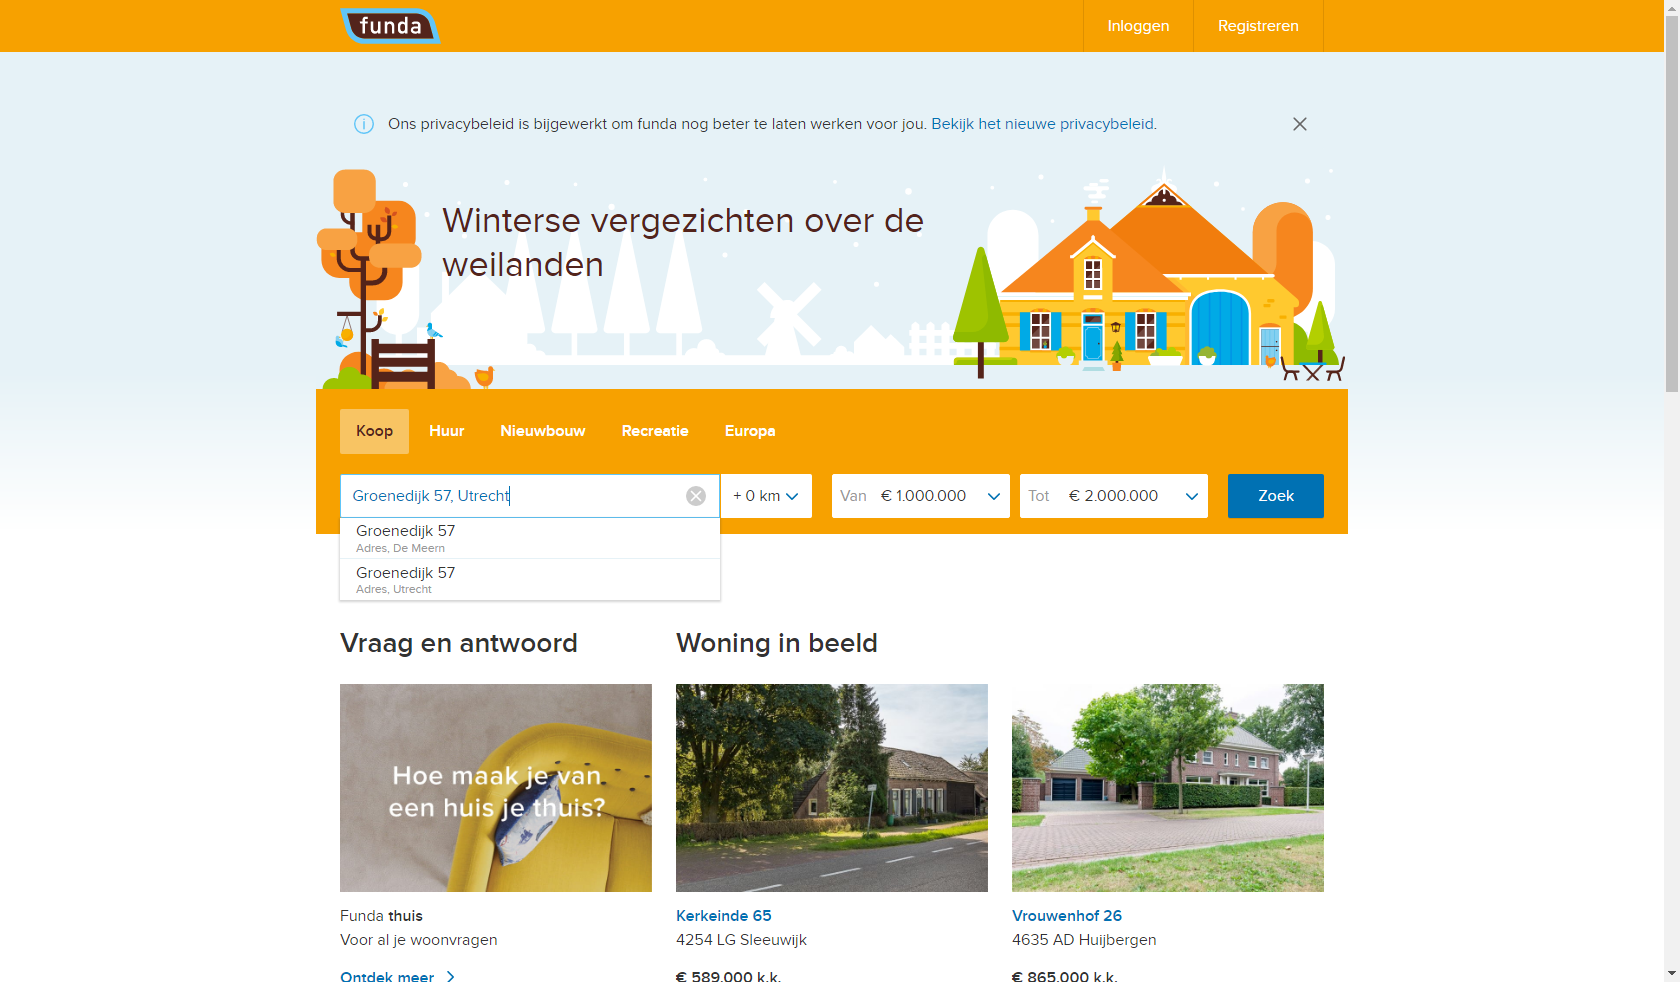 funda
Inloggen
Registreren
Ons privacybeleid is bijgewerkt om funda nog beter te laten werken voor jou. Bekijk het nieuwe privacybeleid.
Winterse vergezichten over de
weilanden
Koop
Huur
Nieuwbouw
Recreatie
Europa
Groenedijk 57, Utrecht
+ 0 km
Van € 1.000.000
Tot € 2.000.000
Zoek
Groenedijk 57
Adres, De Meern
Groenedijk 57
Adres, Utrecht
Vraag en antwoord
Woning in beeld
Hoe maak je van
een huis je thuis?
Funda thuis
Voor al je woonvragen
Ontdek meer
Kerkeinde 65
4254 LG Sleeuwijk
€ 589.000 k.k.
Vrouwenhof 26
4635 AD Huijbergen
€ 865.000 k.k.